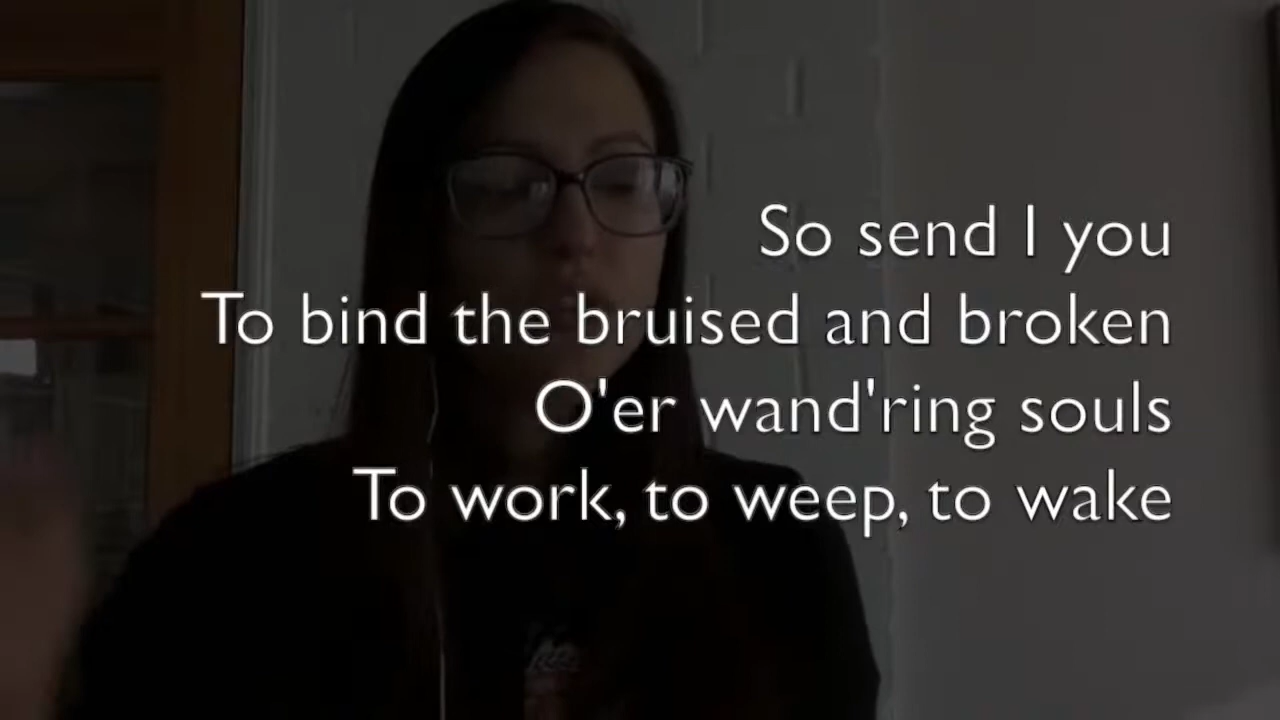 So send I you
To bind the bruised and broken
O'er wand'ring souls
To work, to weep, to wake